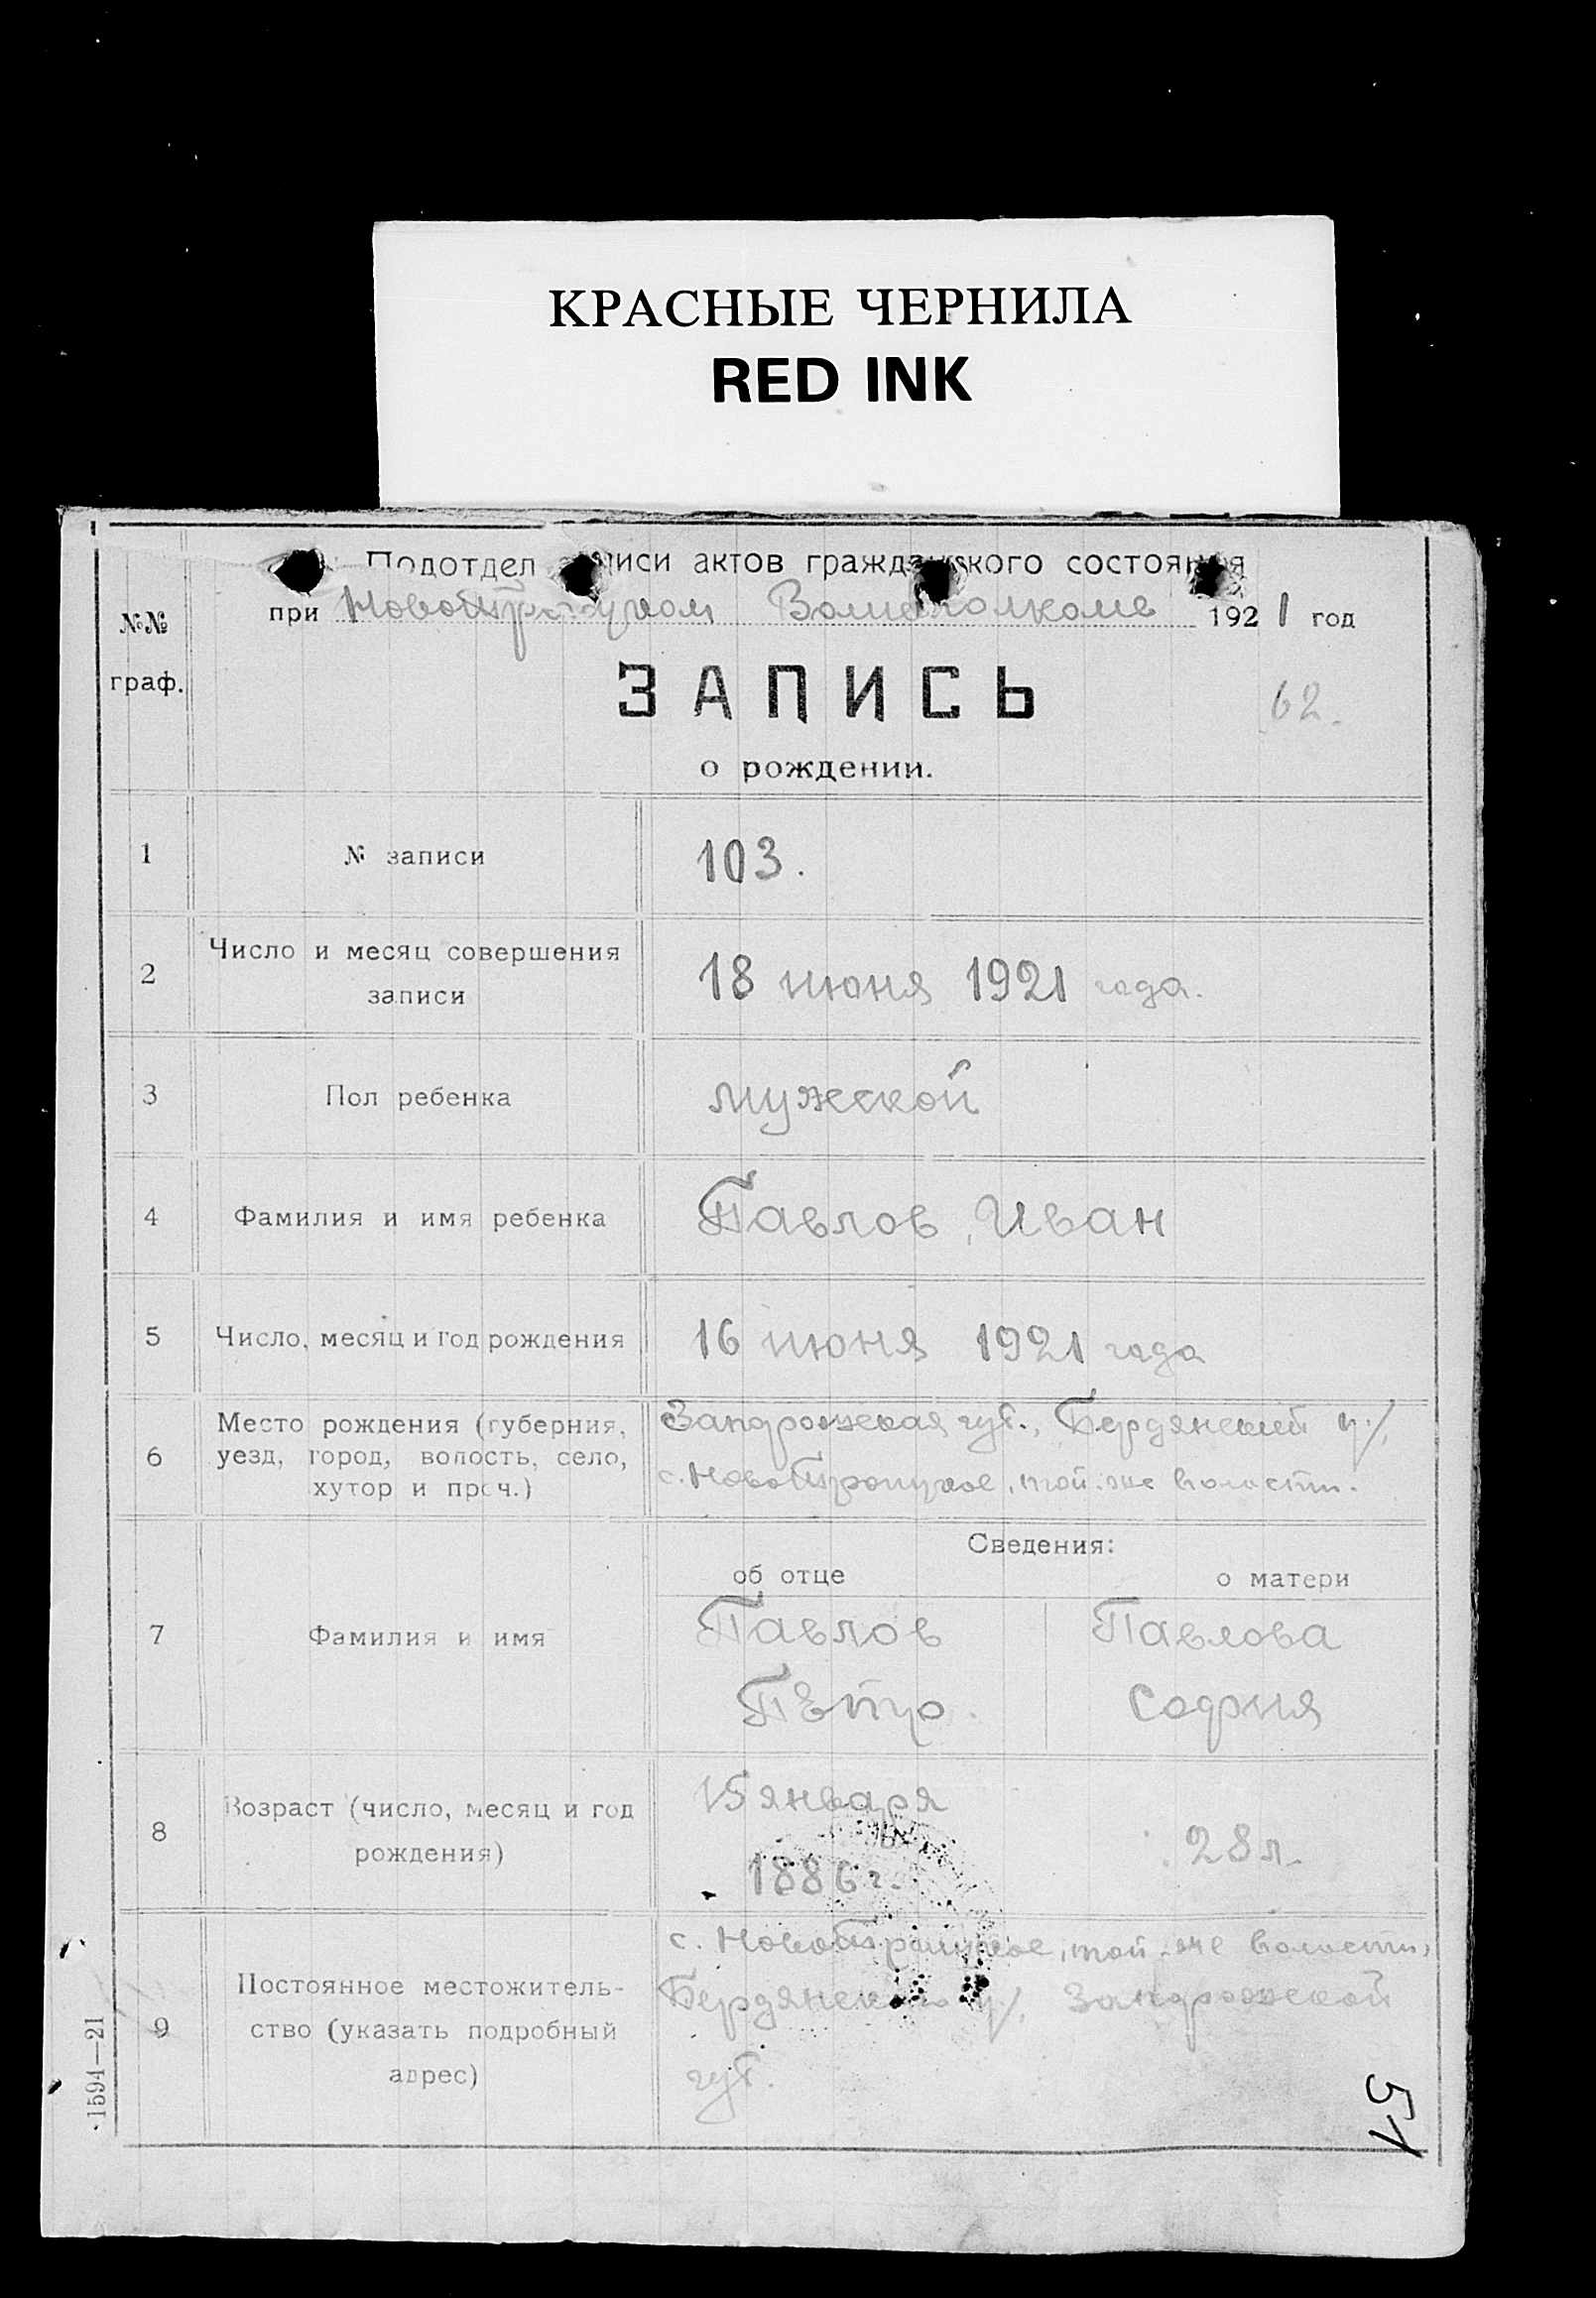 КРАСНЫЕ ЧЕРНИЛА
RED INK
Подотдел записи актов гражданского состояния
при Новотроицком Волисполкоме 1921 год
№№ граф.
ЗАПИСЬ
62.
о рождении.
1 № записи 103.
2 Число и месяц совершения записи 18 июня 1921 года.
3 Пол ребенка мужской
4 Фамилия и имя ребенка Павлов, Иван
5 Число, месяц и год рождения 16 июня 1921 года
6 Место рождения (губерния, уезд, город, волость, село, хутор и проч.)
Запорожская губ., Бердянский у/,
с. Новотроицкое, той-же волости.
Сведения:
об отце о матери
7 Фамилия и имя
Павлов Павлова
Пётр. София
8 Возраст (число, месяц и год рождения)
15 января
1886 г. 28 л.
9 Постоянное местожитель-
ство (указать подробный
адрес)
с. Новотроицкое, той-же волости,
Бердянского у/, Запорожской
губ.
1594—21
51